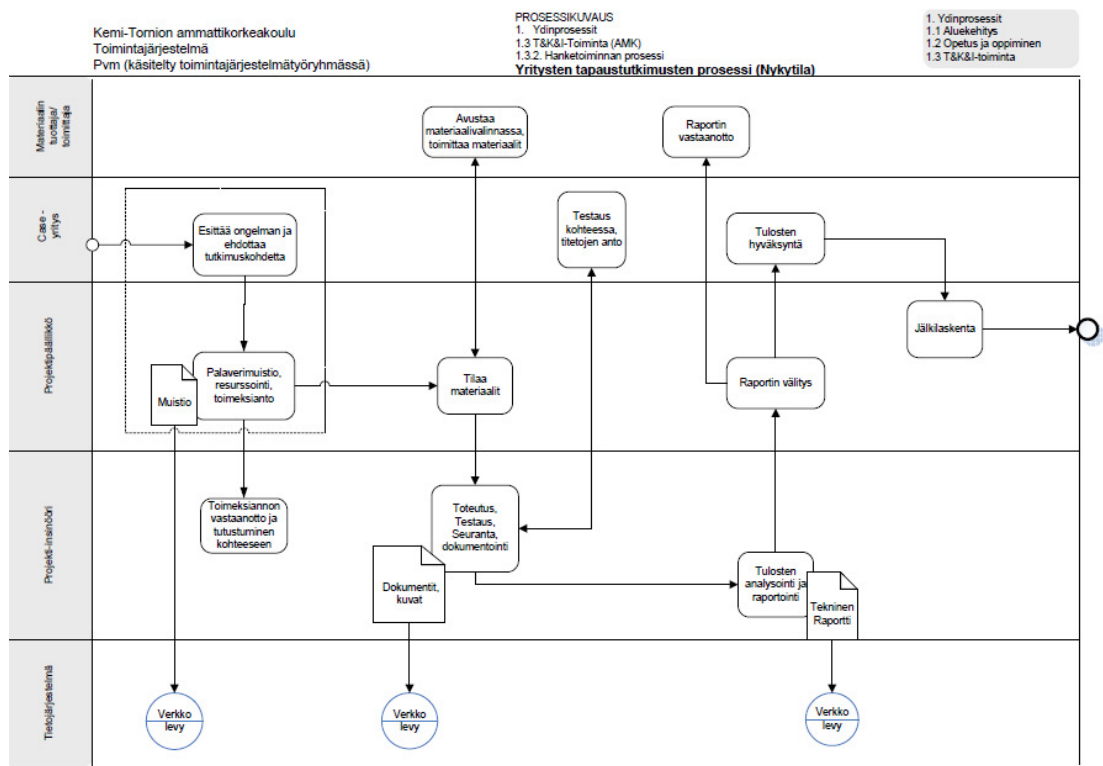 Kemi-Tornion ammattikorkeakoulu
Toimintajärjestelmä
Pvm (käsitelty toimintajärjestelmätyöryhmässä)
PROSESSIKUVAUS
1. Ydinprosessit
1.3 T&K&I-Toiminta (AMK)
1.3.2. Hanketoiminnan prosessi
Yritysten tapaustutkimusten prosessi (Nykytila)
1. Ydinprosessit
1.1 Aluekehitys
1.2 Opetus ja oppiminen
1.3 T&K&I-toiminta
Materiaalin
tuottaja/
toimittaja
Avustaa
materiaalivalinnassa,
toimittaa materiaalit
Raportin
vastaanotto
Case -
yritys
Esittää ongelman ja
ehdottaa
tutkimuskohdetta
Testaus
kohteessa,
titetojen anto
Tulosten
hyväksyntä
Projektipäällikkö
Jälkilaskenta
Muistio
Palaverimuistio,
resurssointi,
toimeksianto
Tilaa
materiaalit
Raportin välitys
Projekti-insinööri
Toimeksiannon
vastaanotto ja
tutustuminen
kohteeseen
Toteutus,
Testaus,
Seuranta,
dokumentointi
Dokumentit,
kuvat
Tulosten
analysointi ja
raportointi
Tekninen
Raportti
Tietojärjestelmä
Verkko
levy
Verkko
levy
Verkko
levy